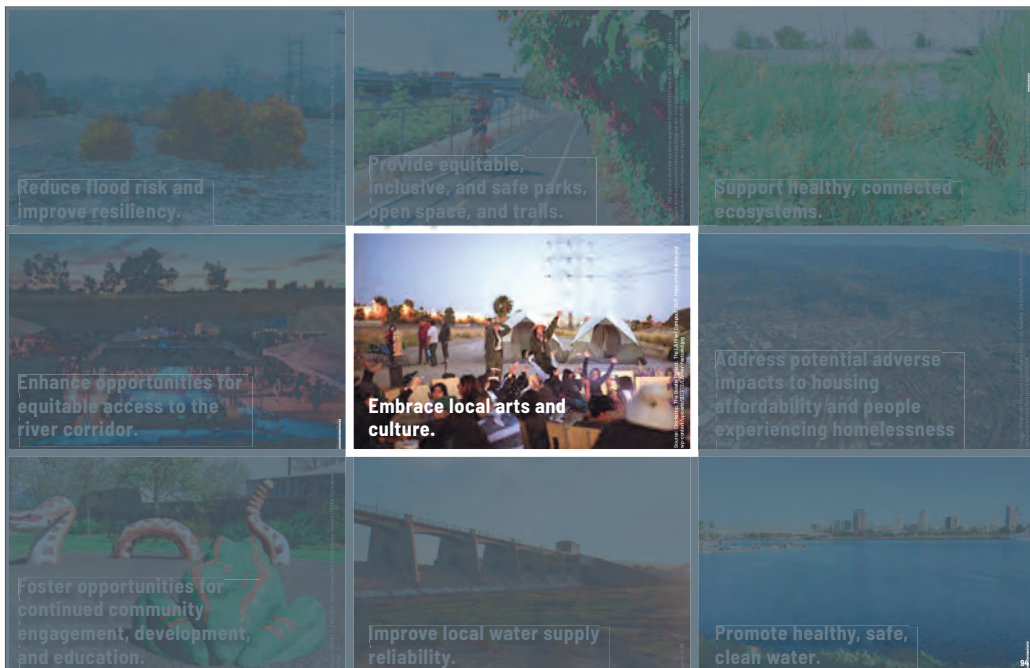 Reduce flood risk and
improve resiliency.
Provide equitable,
inclusive, and safe parks,
open space, and trails.
Support healthy, connected
ecosystems.
Enhance opportunities for
equitable access to the
river corridor.
Embrace local arts and
culture.
Address potential adverse
impacts to housing
affordability and people
experiencing homelessness
Foster opportunities for
continued community
engagement, development,
and education.
Improve local water supply
reliability.
Promote healthy, safe,
clean water.